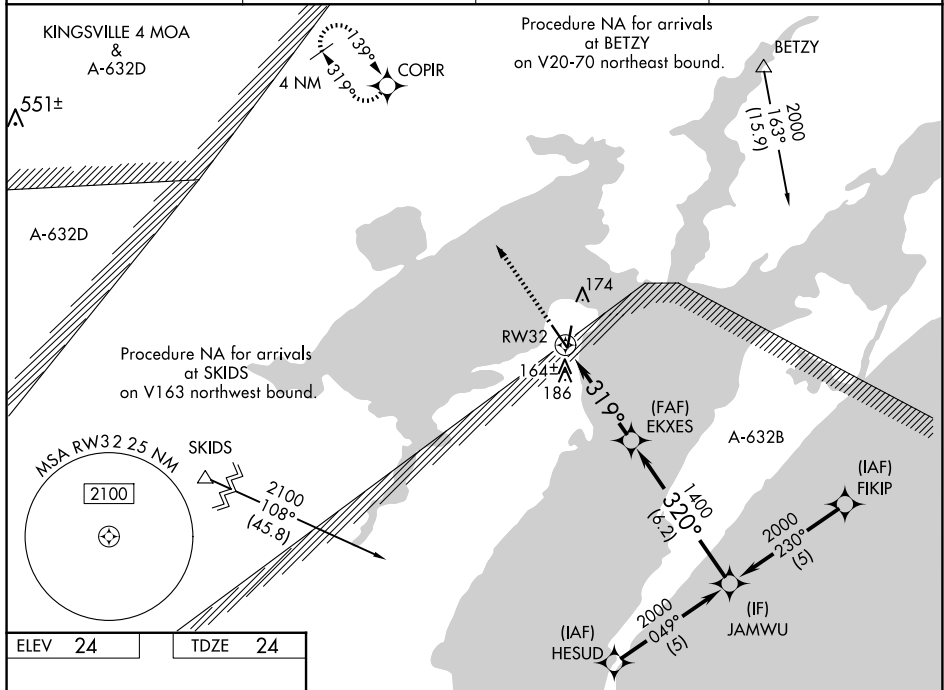 KINGSVILLE 4 MOA
&
A-632D
551±
A-632D
139°
319°
4 NM
COPIR
Procedure NA for arrivals
at BETZY
on V20-70 northeast bound.
BETZY
2000
163°
(15.9)
174
RW32
164±
186
Procedure NA for arrivals
at SKIDS
on V163 northwest bound.
319°
(FAF)
EKXES
A-632B
(IAF)
FIKIP
MSA RW32 25 NM
2100
SKIDS
2100
108°
(45.8)
1400
320°
(6.2)
2000
230°
(5)
(IF)
JAMWU
2000
049°
(5)
(IAF)
HESUD
ELEV 24
TDZE 24